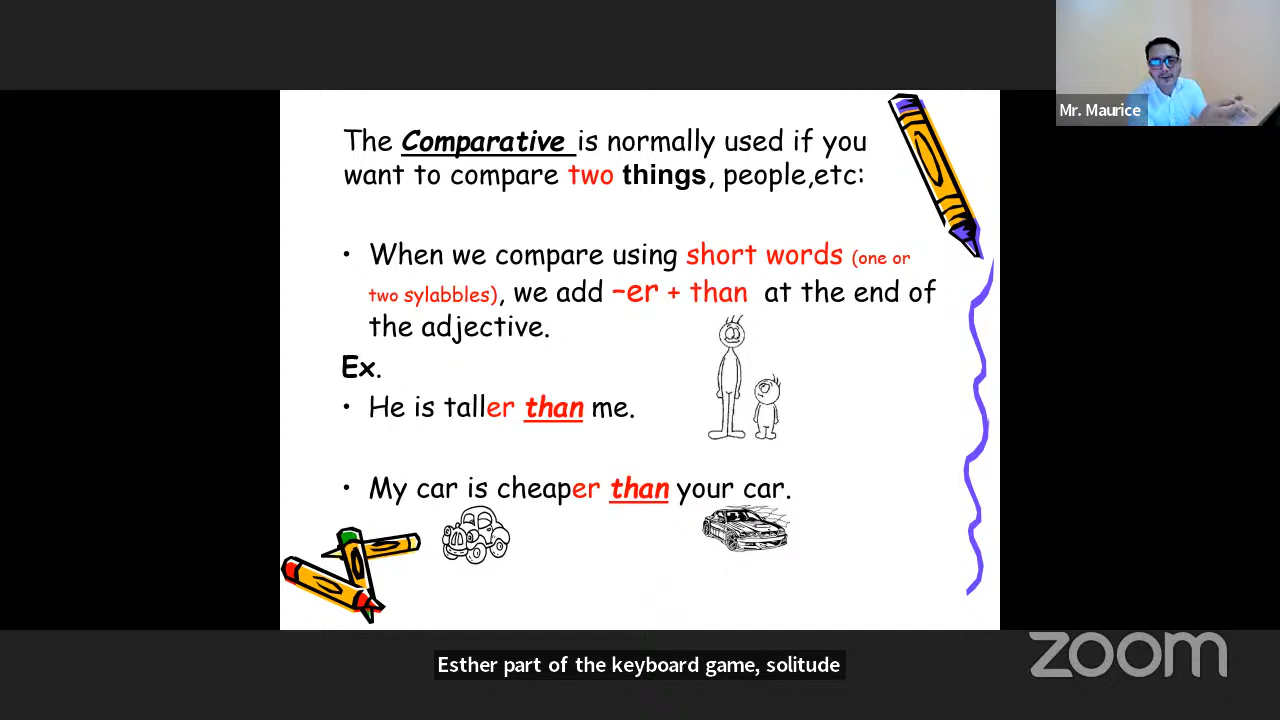 Mr. Maurice
The Comparative is normally used if you
want to compare two things, people,etc:
• When we compare using short words (one or
two sylabbles), we add –er + than at the end of
the adjective.
Ex.
• He is taller than me.
• My car is cheaper than your car.
Esther part of the keyboard game, solitude
zoom